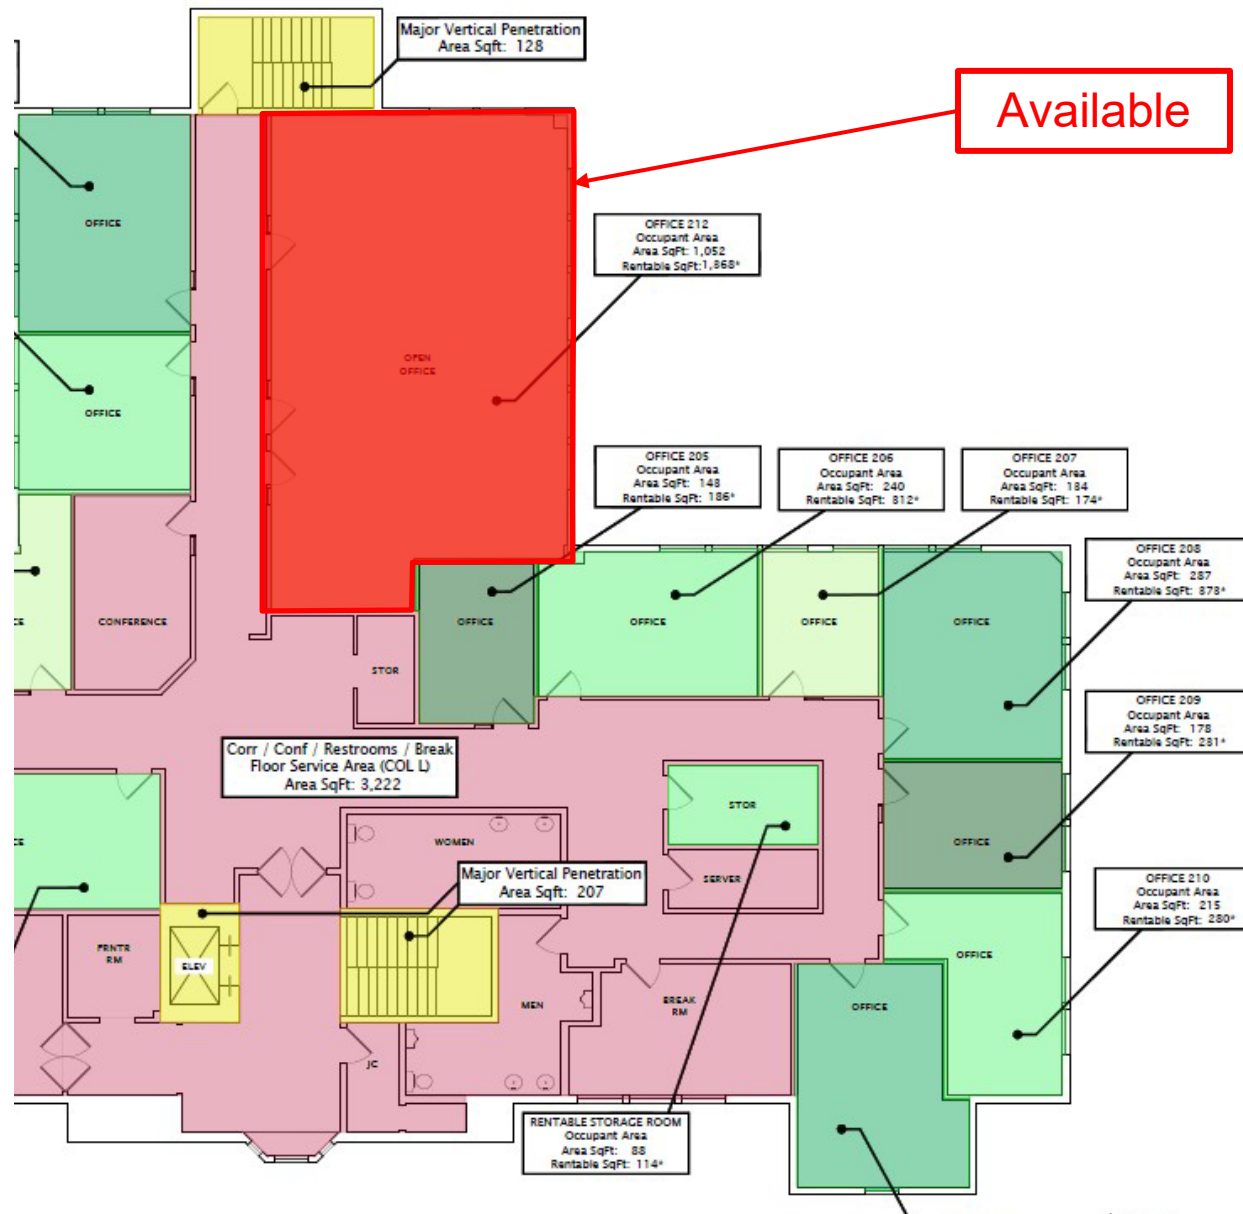 Major Vertical Penetration
Area Sqft: 128
Available
OFFICE
OFFICE 212
Occupant Area
Area SqFt: 1,052
Rentable SqFt:1,868*
OPEN
OFFICE
OFFICE
OFFICE 205
Occupant Area
Area SqFt: 148
Rentable SqFt: 186*
OFFICE 206
Occupant Area
Area SqFt: 240
Rentable SqFt: 812*
OFFICE 207
Occupant Area
Area SqFt: 184
Rentable SqFt: 174*
OFFICE 208
Occupant Area
Area SqFt: 287
Rentable SqFt: 878*
CE
CONFERENCE
OFFICE
OFFICE
OFFICE
OFFICE
STOR
OFFICE 209
Occupant Area
Area SqFt: 178
Rentable SqFt: 281*
Corr / Conf / Restrooms / Break
Floor Service Area (COL L)
Area SqFt: 3,222
STOR
CE
WOMEN
OFFICE
Major Vertical Penetration
Area Sqft: 207
SERVER
OFFICE 210
Occupant Area
Area SqFt: 215
Rentable SqFt: 280*
PRNTR
RM
ELEV
OFFICE
MEN
BREAK
RM
OFFICE
JC
RENTABLE STORAGE ROOM
Occupant Area
Area SqFt: 88
Rentable SqFt: 114*